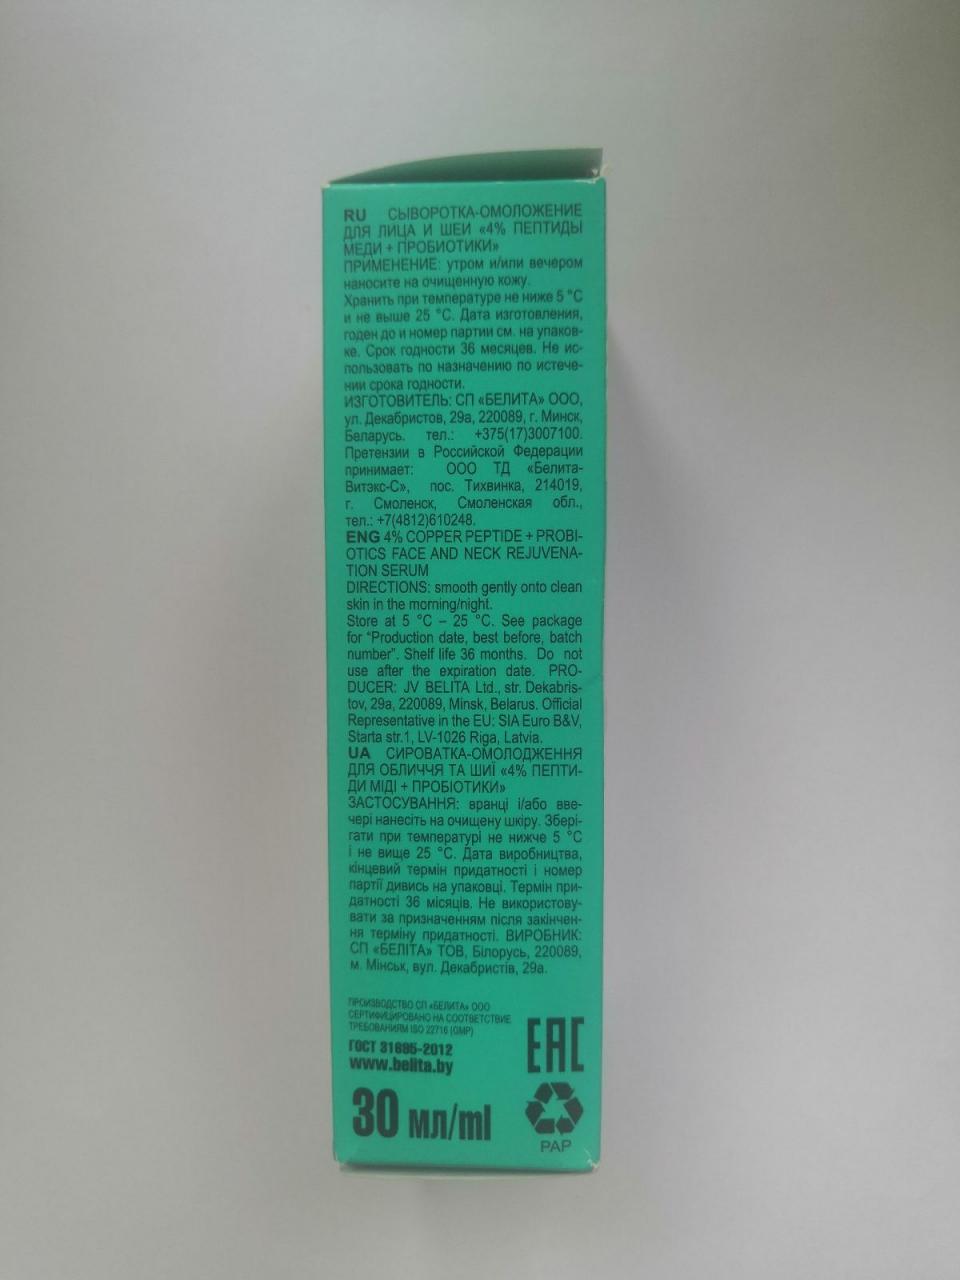 RU СЫВОРОТКА-ОМОЛОЖЕНИЕ
ДЛЯ ЛИЦА И ШЕИ «4% ПЕПТИДЫ
МЕДИ + ПРОБИОТИКИ»
ПРИМЕНЕНИЕ: утром и/или вечером
наносите на очищенную кожу.
Хранить при температуре не ниже 5 °C
и не выше 25 °C. Дата изготовления,
годен до и номер партии см. на упаков-
ке. Срок годности 36 месяцев. Не ис-
пользовать по назначению по истече-
нии срока годности.
ИЗГОТОВИТЕЛЬ: СП «БЕЛИТА» ООО,
ул. Декабристов, 29а, 220089, г. Минск,
Беларусь. тел.: +375(17)3007100.
Претензии в Российской Федерации
принимает: ООО ТД «Белита-
Витэкс-С», пос. Тихвинка, 214019,
г. Смоленск, Смоленская обл.,
тел.: +7(4812)610248.
ENG 4% COPPER PEPTIDE + PROBI-
OTICS FACE AND NECK REJUVENA-
TION SERUM
DIRECTIONS: smooth gently onto clean
skin in the morning/night.
Store at 5 °C – 25 °C. See package
for “Production date, best before, batch
number”. Shelf life 36 months. Do not
use after the expiration date. PRO-
DUCER: JV BELITA Ltd., str. Dekabris-
tov, 29a, 220089, Minsk, Belarus. Official
Representative in the EU: SIA Euro B&V,
Starta str.1, LV-1026 Riga, Latvia.
UA СИРОВАТКА-ОМОЛОДЖЕННЯ
ДЛЯ ОБЛИЧЧЯ ТА ШИЇ «4% ПЕПТИ-
ДИ МІДІ + ПРОБІОТИКИ»
ЗАСТОСУВАННЯ: вранці і/або вве-
чері нанесіть на очищену шкіру. Збері-
гати при температурі не нижче 5 °C
і не вище 25 °C. Дата виробництва,
кінцевий термін придатності і номер
партії дивись на упаковці. Термін при-
датності 36 місяців. Не використову-
вати за призначенням після закінчен-
ня терміну придатності. ВИРОБНИК:
СП «БЕЛІТА» ТОВ, Білорусь, 220089,
м. Мінськ, вул. Декабристів, 29а.
ПРОИЗВОДСТВО СП «БЕЛИТА» ООО
СЕРТИФИЦИРОВАНО НА СООТВЕТСТВИЕ
ТРЕБОВАНИЯМ ISO 22716 (GMP)
ГОСТ 31695-2012
www.belita.by
EAC
30 мл/ml
PAP